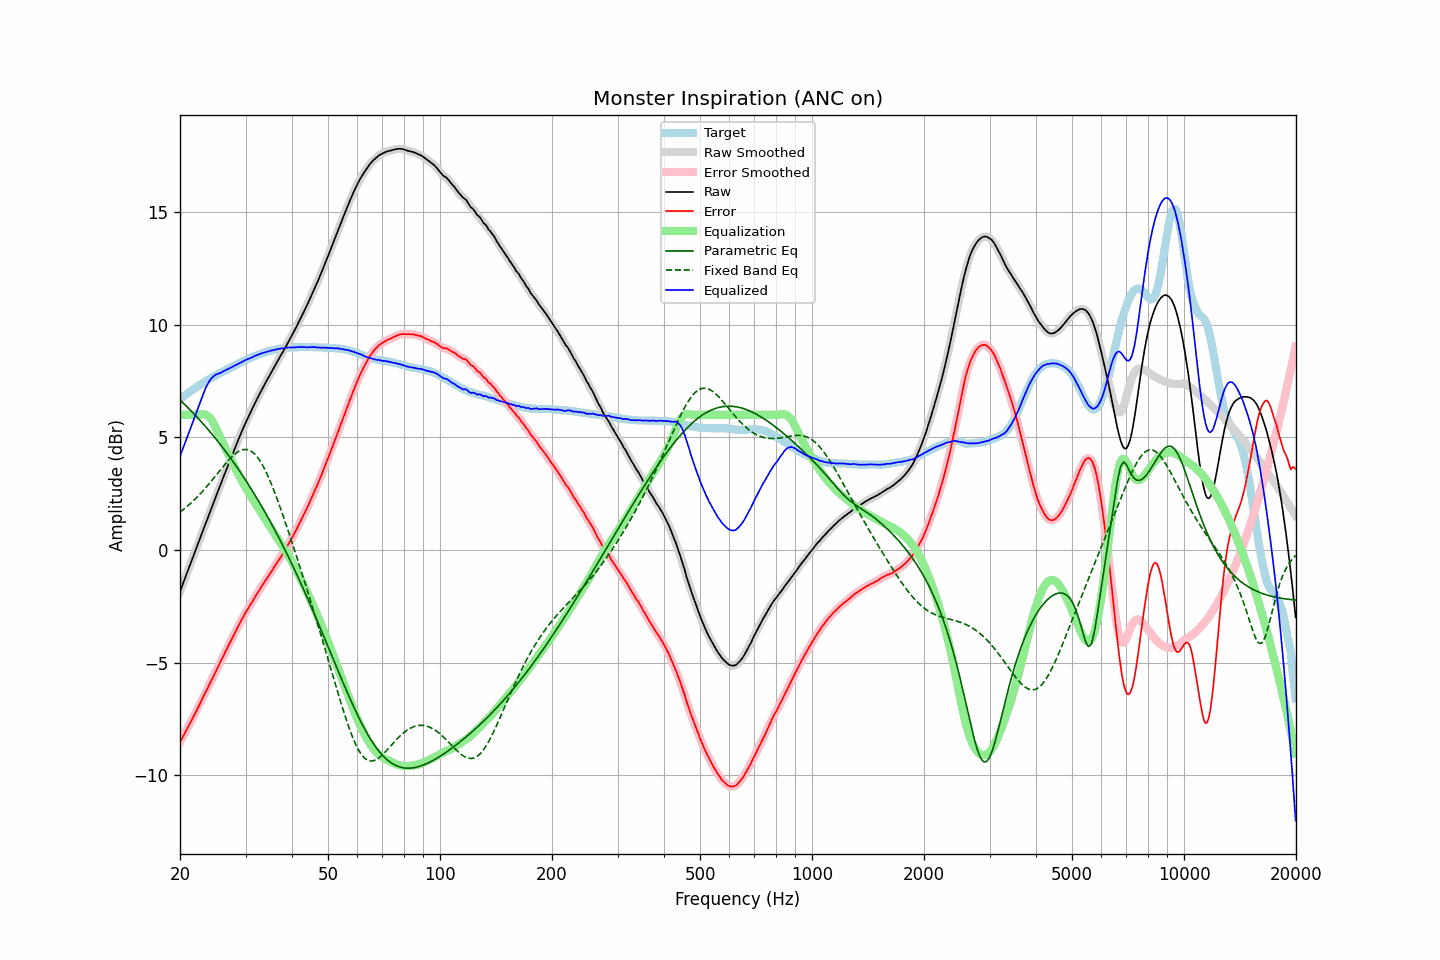 Monster Inspiration (ANC on)
Target
Raw Smoothed
Error Smoothed
Raw
Error
Equalization
Parametric Eq
Fixed Band Eq
Equalized
Amplitude (dBr)
15
10
5
0
−5
−10
20
50
100
200
500
1000
2000
5000
10000
20000
Frequency (Hz)